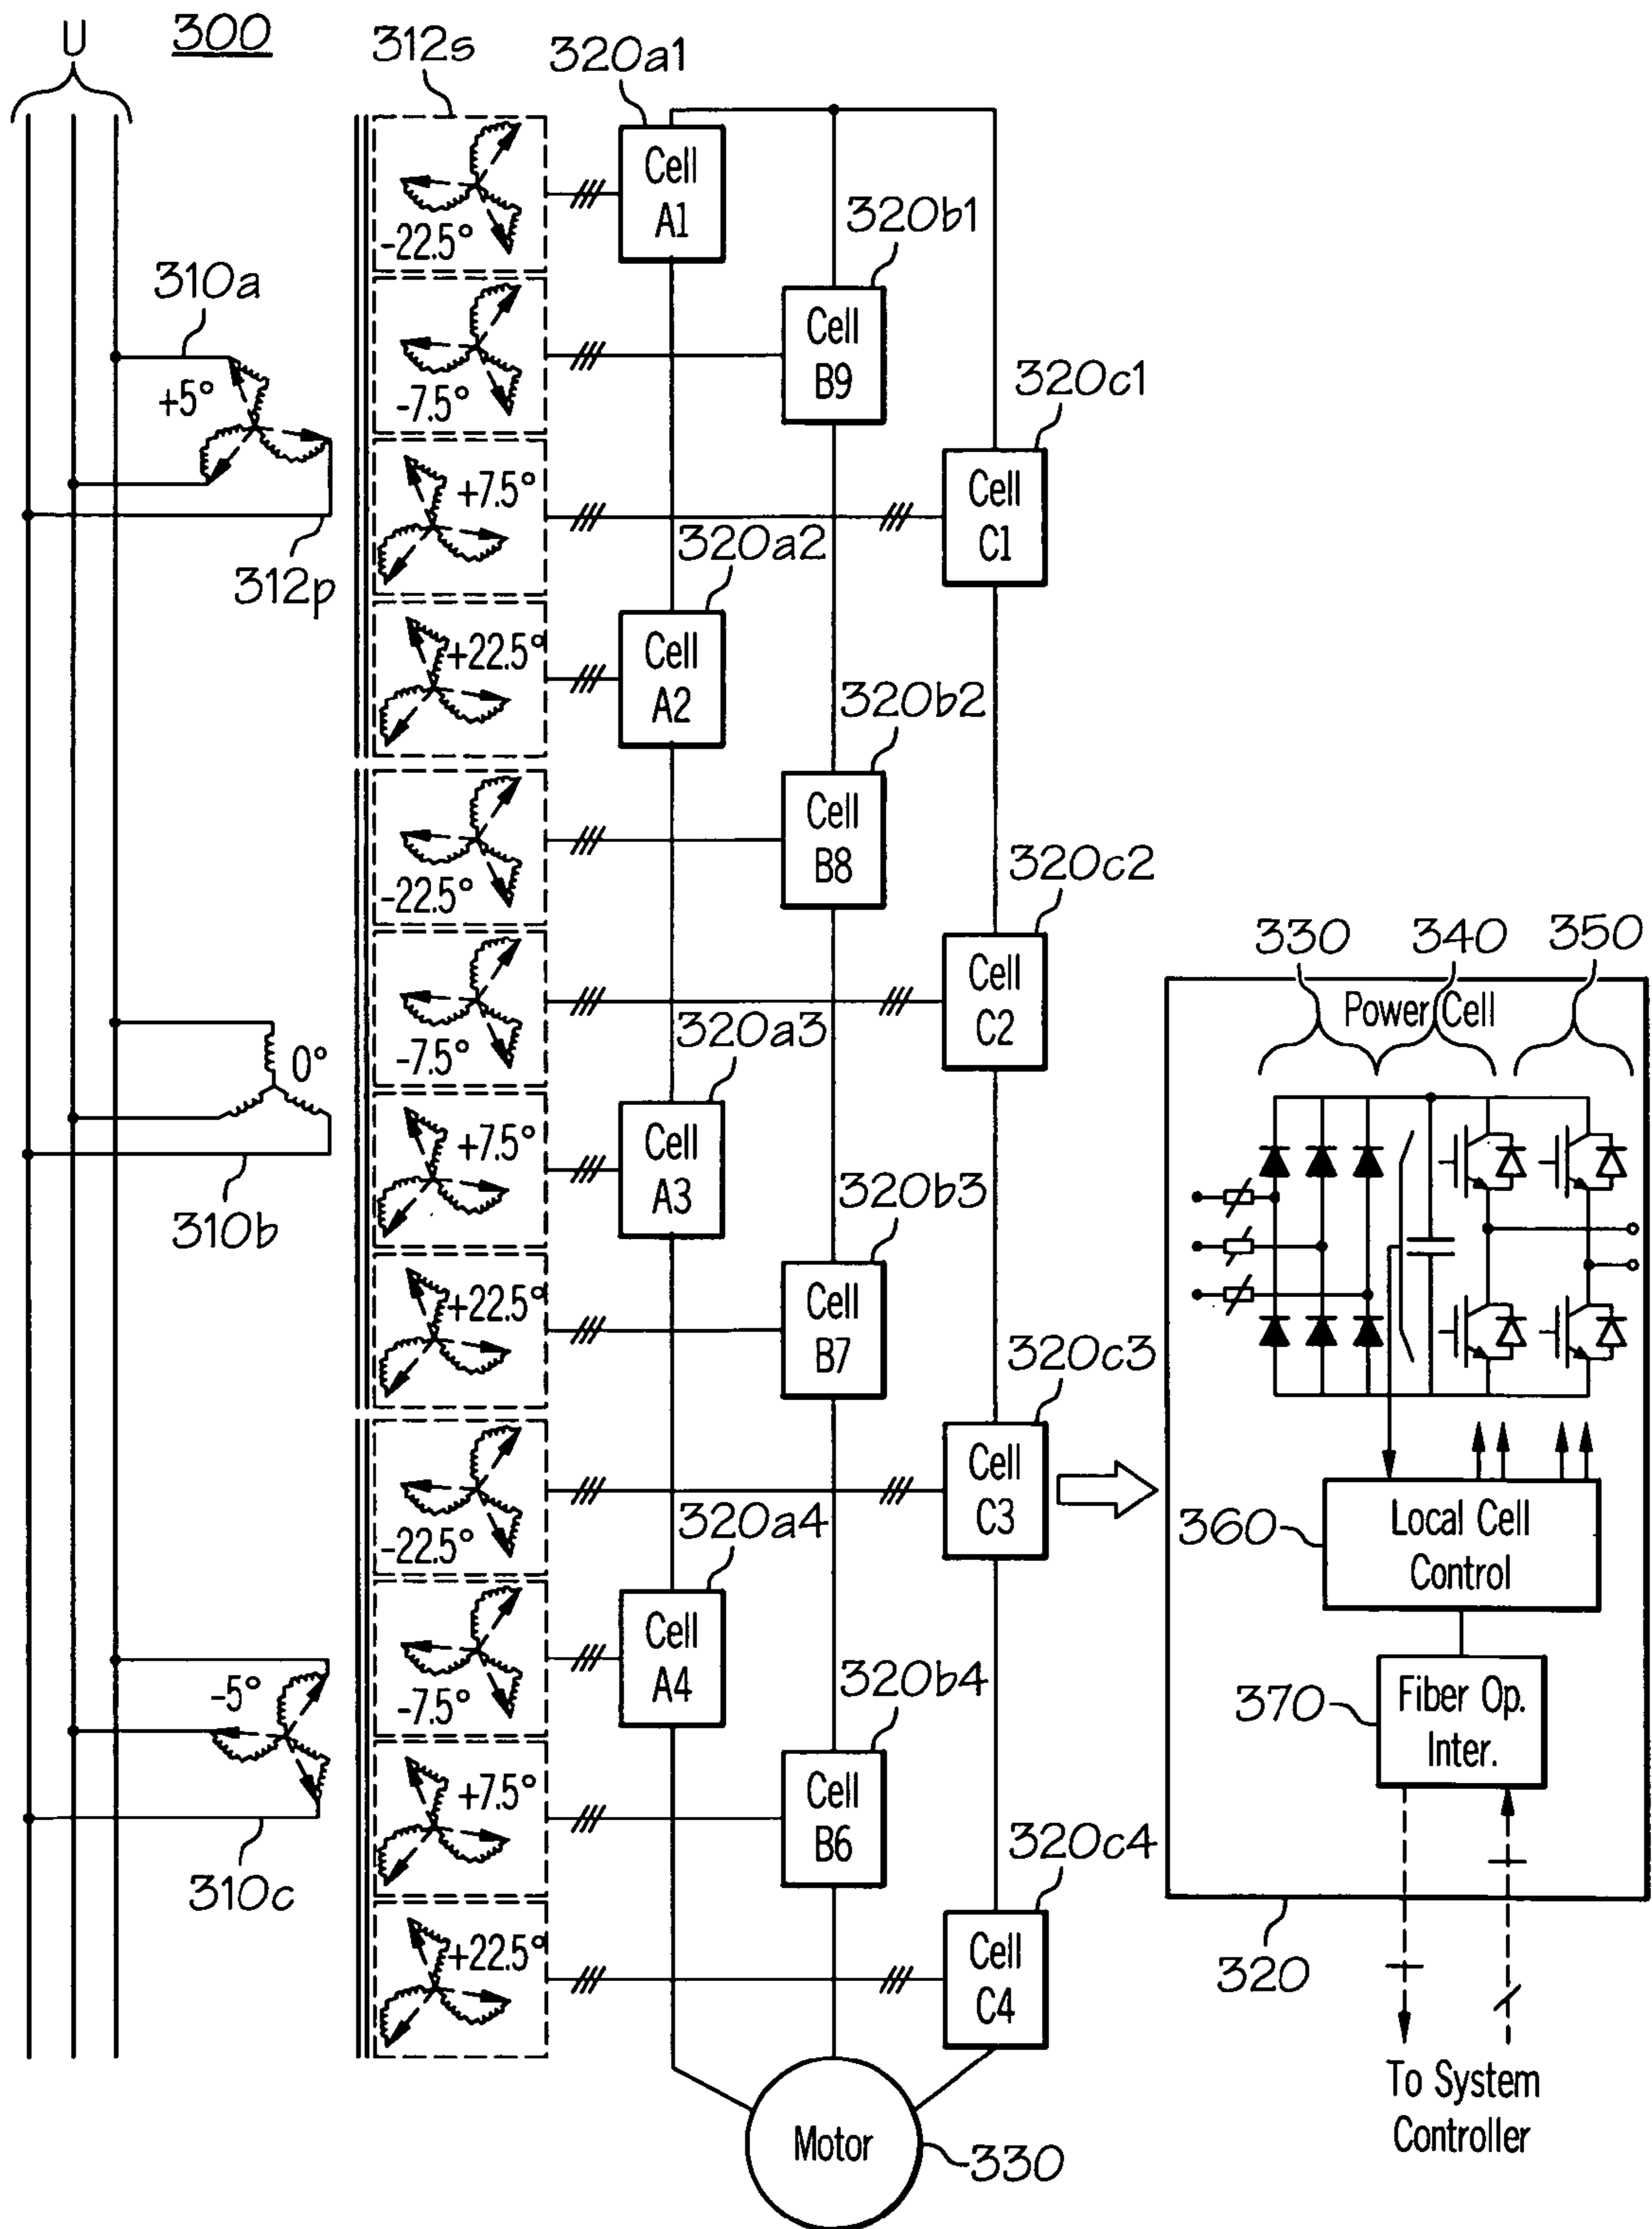 U
300
312s
320a1
Cell
A1
-22.5°
320b1
310a
Cell
B9
-7.5°
+5°
320c1
+7.5°
Cell
C1
320a2
312p
+22.5°
Cell
A2
320b2
Cell
B8
-22.5°
320c2
Cell
C2
-7.5°
320a3
0°
+7.5°
Cell
A3
320b3
310b
+22.5°
Cell
B7
320c3
Cell
C3
-22.5°
320a4
-5°
Cell
A4
-7.5°
320b4
+7.5°
Cell
B6
320c4
310c
+22.5°
Cell
C4
Motor
330
330
340
350
Power Cell
360
Local Cell
Control
370
Fiber Op.
Inter.
320
To System
Controller